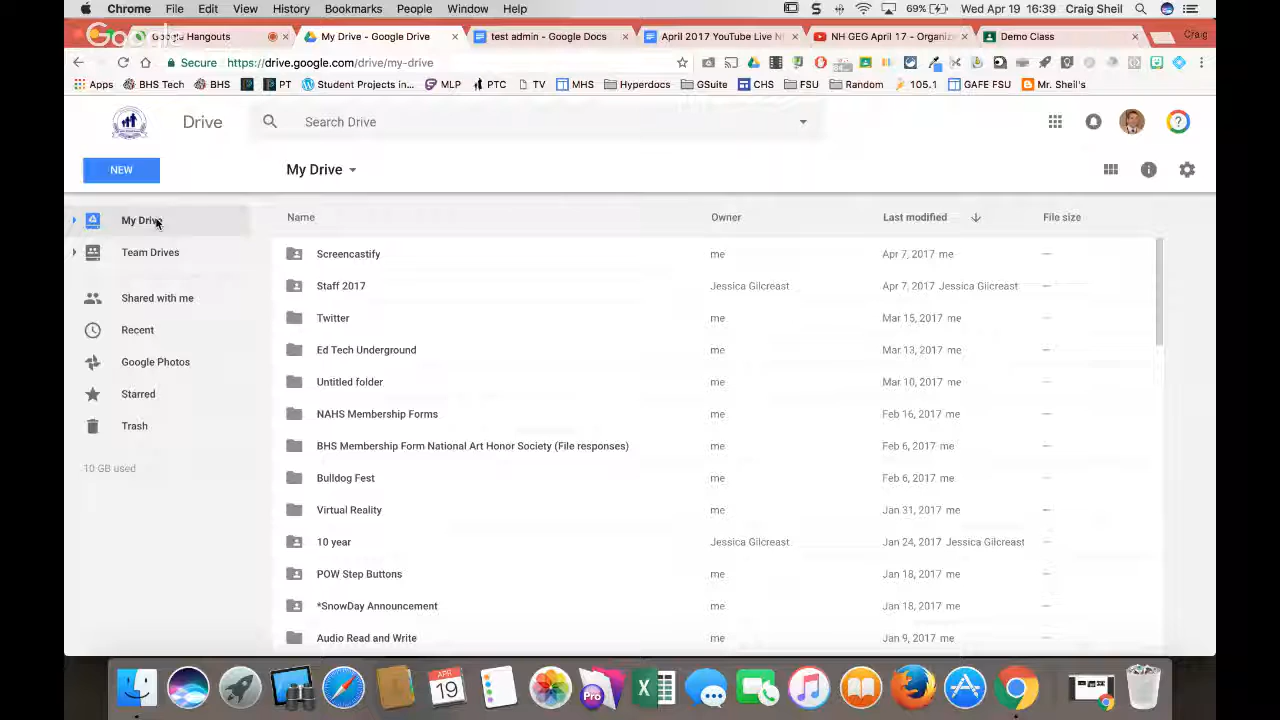 Chrome File Edit View History Bookmarks People Window Help 69% Wed Apr 19 16:39 Craig Sheil
Google Hangouts My Drive - Google Drive test admin - Google Docs April 2017 YouTube Live N NH GEG April 17 - Organiz Demo Class Craig
Secure https://drive.google.com/drive/my-drive
Apps BHS Tech BHS PT Student Projects in... MLP PTC TV MHS Hyperdocs GSuite CHS FSU Random 105.1 GAFE FSU Mr. Sheil's
Drive Search Drive
NEW My Drive
My Drive Name Owner Last modified File size
Team Drives
Shared with me
Recent
Google Photos
Starred
Trash
10 GB used
Screencastify me Apr 7, 2017 me —
Staff 2017 Jessica Gilcreast Apr 7, 2017 Jessica Gilcreast —
Twitter me Mar 15, 2017 me —
Ed Tech Underground me Mar 13, 2017 me —
Untitled folder me Mar 10, 2017 me —
NAHS Membership Forms me Feb 16, 2017 me —
BHS Membership Form National Art Honor Society (File responses) me Feb 6, 2017 me —
Bulldog Fest me Feb 6, 2017 me —
Virtual Reality me Jan 31, 2017 me —
10 year Jessica Gilcreast Jan 24, 2017 Jessica Gilcreast —
POW Step Buttons me Jan 18, 2017 me —
*SnowDay Announcement me Jan 18, 2017 me —
Audio Read and Write me Jan 9, 2017 me —
APR
19
Pro